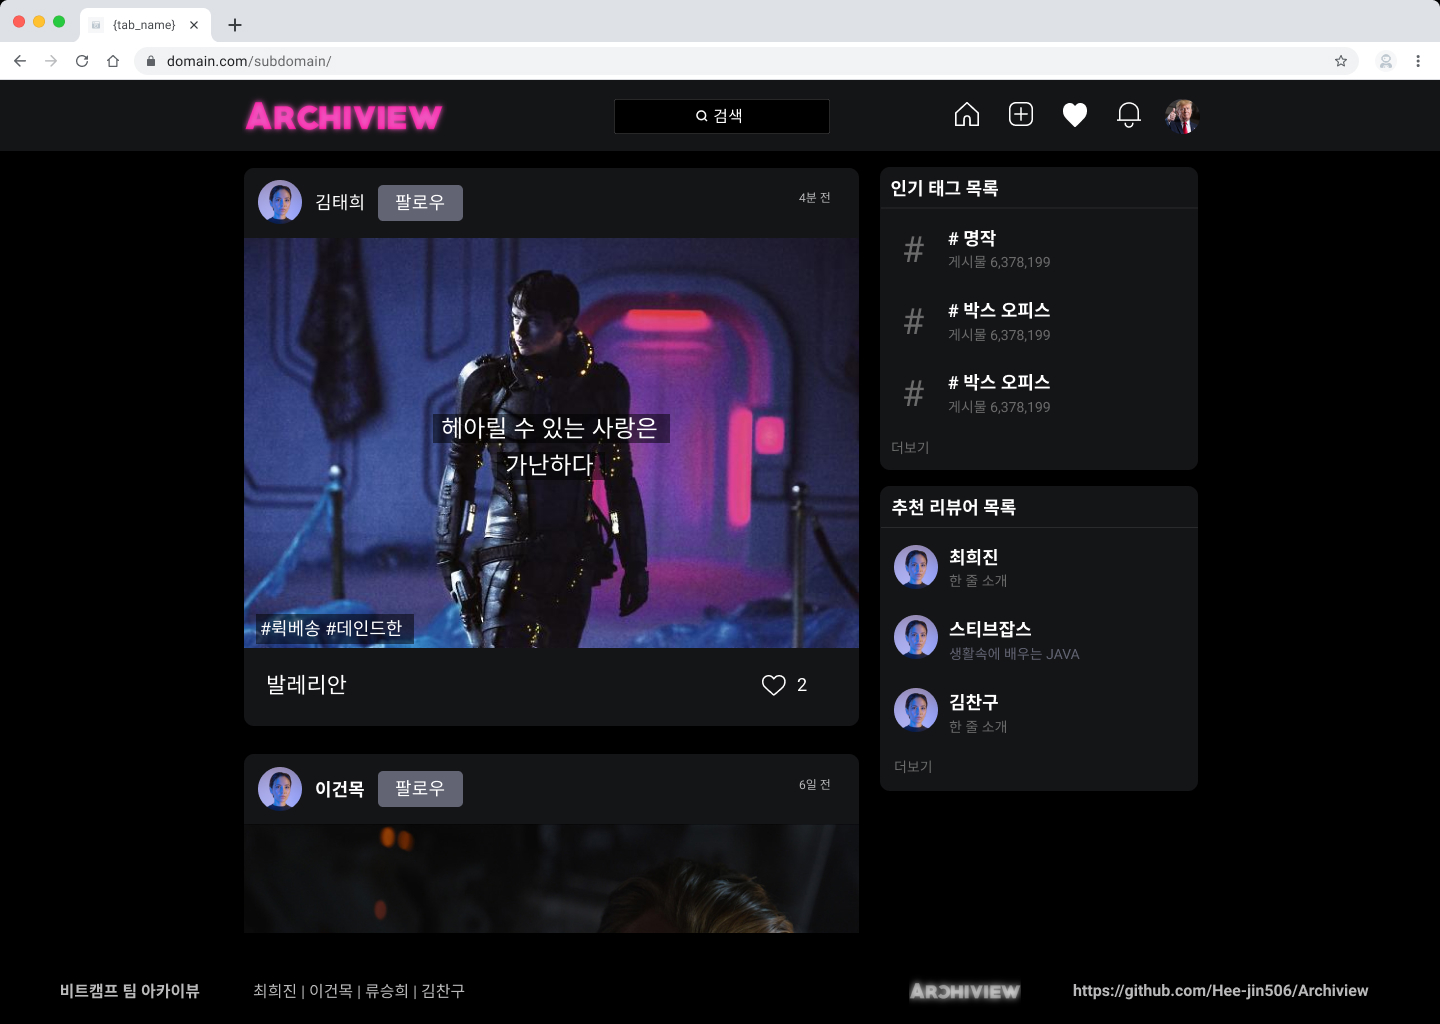 {tab_name}
domain.com/subdomain/
ARCHIVIEW
검색
김태희
팔로우
4분 전
헤아릴 수 있는 사랑은
가난하다
#뤽베송 #데인드한
발레리안
2
이건목
팔로우
6일 전
인기 태그 목록
#
# 명작
게시물 6,378,199
#
# 박스 오피스
게시물 6,378,199
#
# 박스 오피스
게시물 6,378,199
더보기
추천 리뷰어 목록
최희진
한 줄 소개
스티브잡스
생활속에 배우는 JAVA
김찬구
한 줄 소개
더보기
비트캠프 팀 아카이뷰
최희진 | 이건목 | 류승희 | 김찬구
ARCHIVIEW
https://github.com/Hee-jin506/Archiview